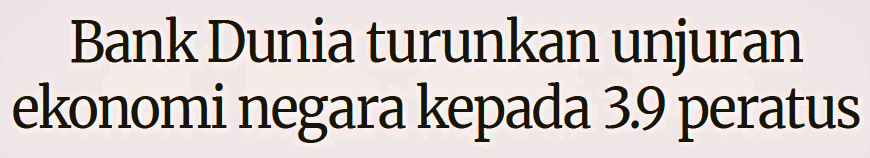 Bank Dunia turunkan unjuran
ekonomi negara kepada 3.9 peratus